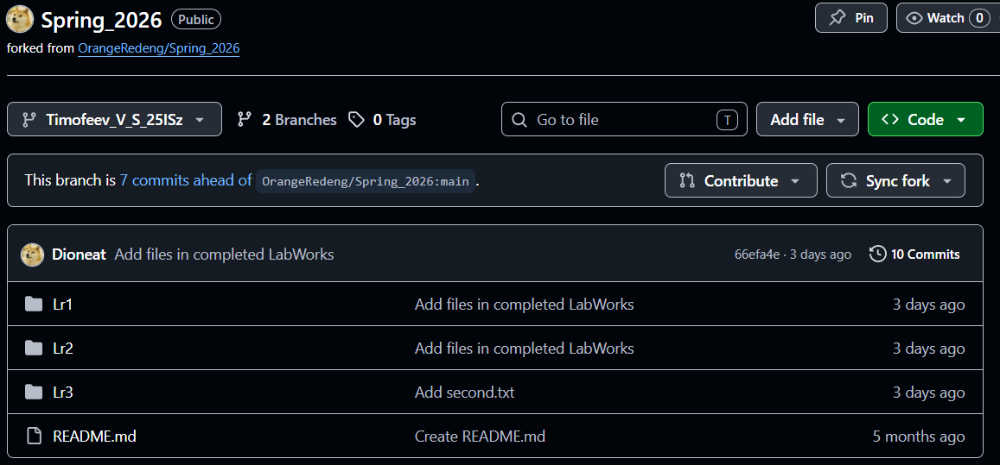 Spring_2026 Public Pin Watch 0
forked from OrangeRedeng/Spring_2026
Timofeev_V_S_25ISz 2 Branches 0 Tags Go to file T Add file Code
This branch is 7 commits ahead of OrangeRedeng/Spring_2026:main . Contribute Sync fork
Dioneat Add files in completed LabWorks 66efa4e · 3 days ago 10 Commits
Lr1 Add files in completed LabWorks 3 days ago
Lr2 Add files in completed LabWorks 3 days ago
Lr3 Add second.txt 3 days ago
README.md Create README.md 5 months ago